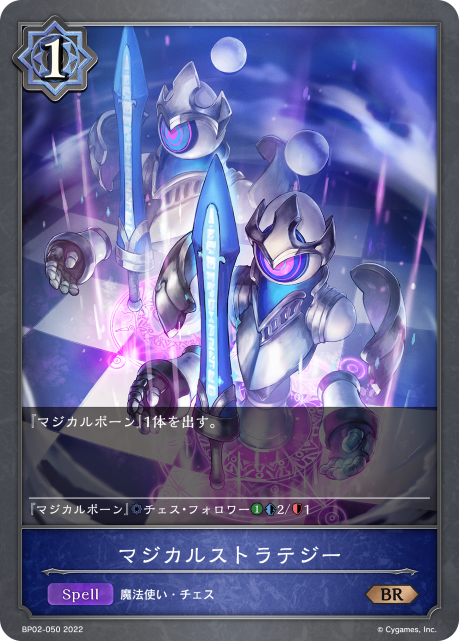 1
『マジカルポーン』1体を出す。
『マジカルポーン』チェス・フォロワー 1 2/1
マジカルストラテジー
Spell 魔法使い・チェス BR
BP02-050 2022 © Cygames, Inc.